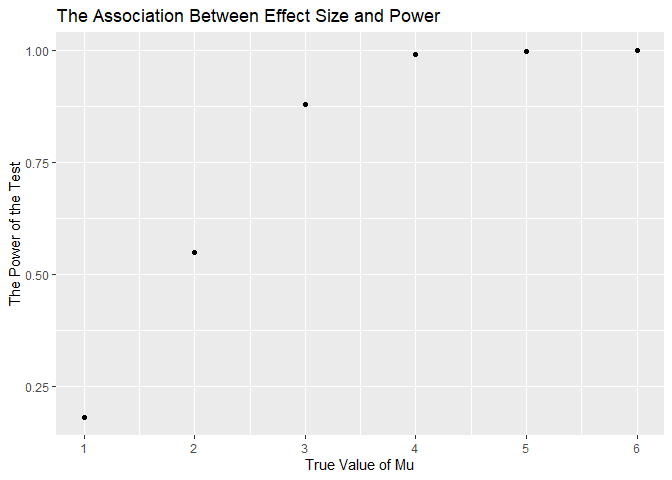 The Association Between Effect Size and Power
The Power of the Test
1.00
0.75
0.50
0.25
1 2 3 4 5 6
True Value of Mu